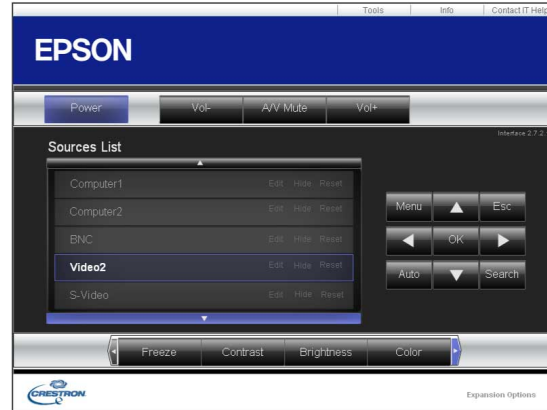 Tools Info Contact IT Help
EPSON
Power Vol- A/V Mute Vol+
Interface 2.7.2.
Sources List
Computer1 Edit Hide Reset
Computer2 Edit Hide Reset
BNC Edit Hide Reset
Video2 Edit Hide Reset
S-Video Edit Hide Reset
Menu Esc
OK
Auto Search
Freeze Contrast Brightness Color
CRESTRON Expansion Options